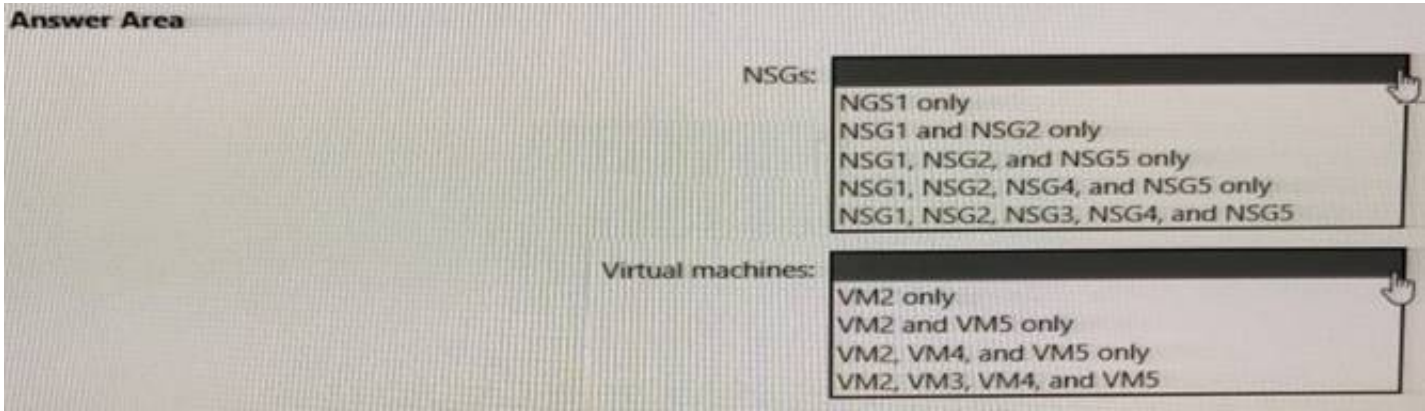 Answer Area
NSGs:
NGS1 only
NSG1 and NSG2 only
NSG1, NSG2, and NSG5 only
NSG1, NSG2, NSG4, and NSG5 only
NSG1, NSG2, NSG3, NSG4, and NSG5
Virtual machines:
VM2 only
VM2 and VM5 only
VM2, VM4, and VM5 only
VM2, VM3, VM4, and VM5